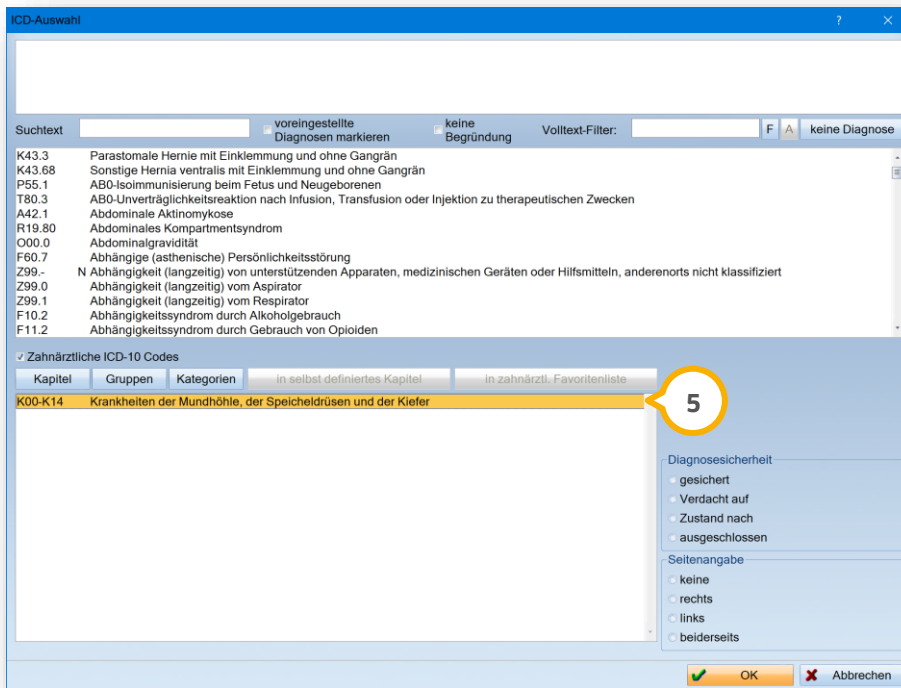 ICD-Auswahl ? ×
Suchtext voreingestellte Diagnosen markieren keine Begründung Volltext-Filter: F A keine Diagnose
K43.3 Parastomale Hernie mit Einklemmung und ohne Gangrän
K43.68 Sonstige Hernia ventralis mit Einklemmung und ohne Gangrän
P55.1 AB0-Isoimmunisierung beim Fetus und Neugeborenen
T80.3 AB0-Unverträglichkeitsreaktion nach Infusion, Transfusion oder Injektion zu therapeutischen Zwecken
A42.1 Abdominale Aktinomykose
R19.80 Abdominales Kompartmentsyndrom
O00.0 Abdominalgravidität
F60.7 Abhängige (asthenische) Persönlichkeitsstörung
Z99.- N Abhängigkeit (langzeitig) von unterstützenden Apparaten, medizinischen Geräten oder Hilfsmitteln, anderenorts nicht klassifiziert
Z99.0 Abhängigkeit (langzeitig) vom Aspirator
Z99.1 Abhängigkeit (langzeitig) vom Respirator
F10.2 Abhängigkeitssyndrom durch Alkoholgebrauch
F11.2 Abhängigkeitssyndrom durch Gebrauch von Opioiden
Zahnärztliche ICD-10 Codes
Kapitel Gruppen Kategorien in selbst definiertes Kapitel in zahnärztl. Favoritenliste
K00-K14 Krankheiten der Mundhöhle, der Speicheldrüsen und der Kiefer
5
Diagnosesicherheit
gesichert
Verdacht auf
Zustand nach
ausgeschlossen
Seitenangabe
keine
rechts
links
beiderseits
OK Abbrechen